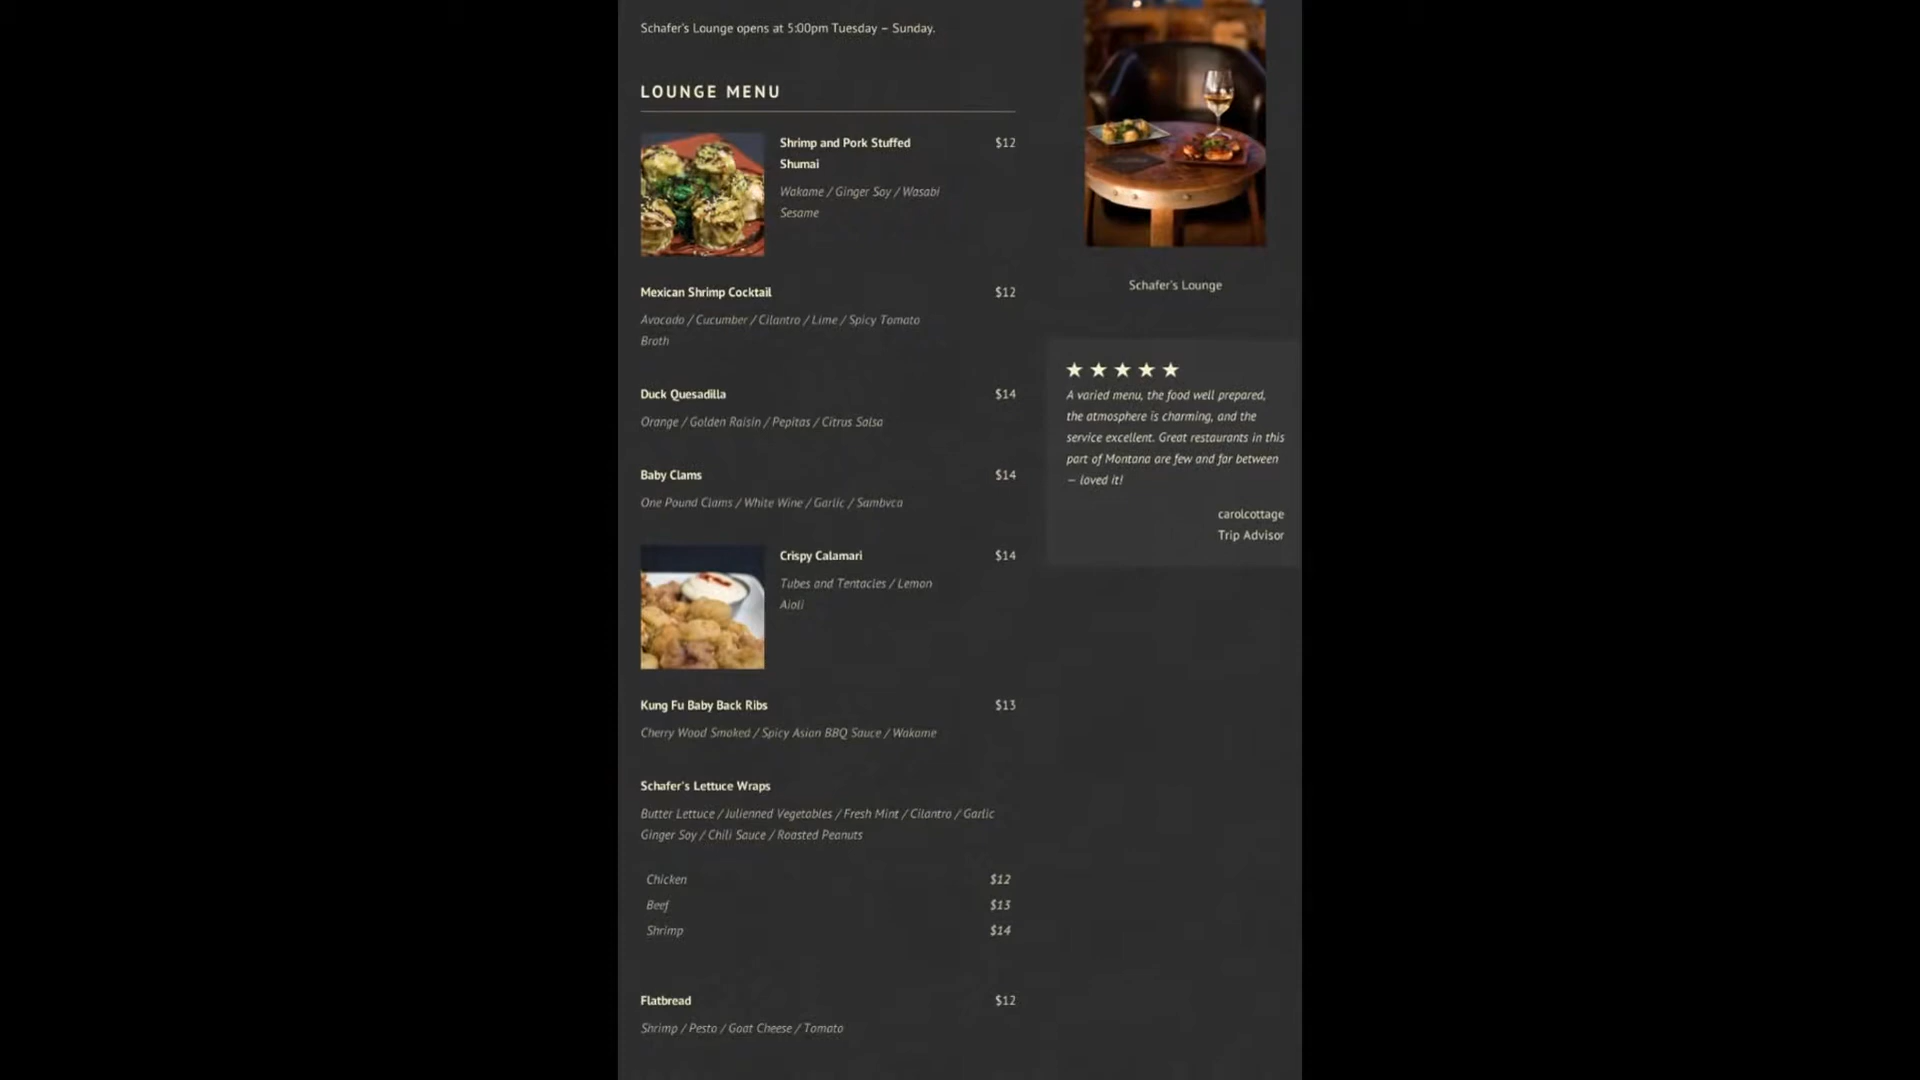 Schafer's Lounge opens at 5:00pm Tuesday – Sunday.
LOUNGE MENU
Shrimp and Pork Stuffed
Shumai
$12
Wakame / Ginger Soy / Wasabi
Sesame
Mexican Shrimp Cocktail
$12
Avocado / Cucumber / Cilantro / Lime / Spicy Tomato
Broth
Duck Quesadilla
$14
Orange / Golden Raisin / Pepitas / Citrus Salsa
Baby Clams
$14
One Pound Clams / White Wine / Garlic / Sambvca
Crispy Calamari
$14
Tubes and Tentacles / Lemon
Aioli
Kung Fu Baby Back Ribs
$13
Cherry Wood Smoked / Spicy Asian BBQ Sauce / Wakame
Schafer's Lettuce Wraps
Butter Lettuce / Julienned Vegetables / Fresh Mint / Cilantro / Garlic
Ginger Soy / Chili Sauce / Roasted Peanuts
Chicken
$12
Beef
$13
Shrimp
$14
Flatbread
$12
Shrimp / Pesto / Goat Cheese / Tomato
Schafer's Lounge
★ ★ ★ ★ ★
A varied menu, the food well prepared,
the atmosphere is charming, and the
service excellent. Great restaurants in this
part of Montana are few and far between
— loved it!
carolcottage
Trip Advisor